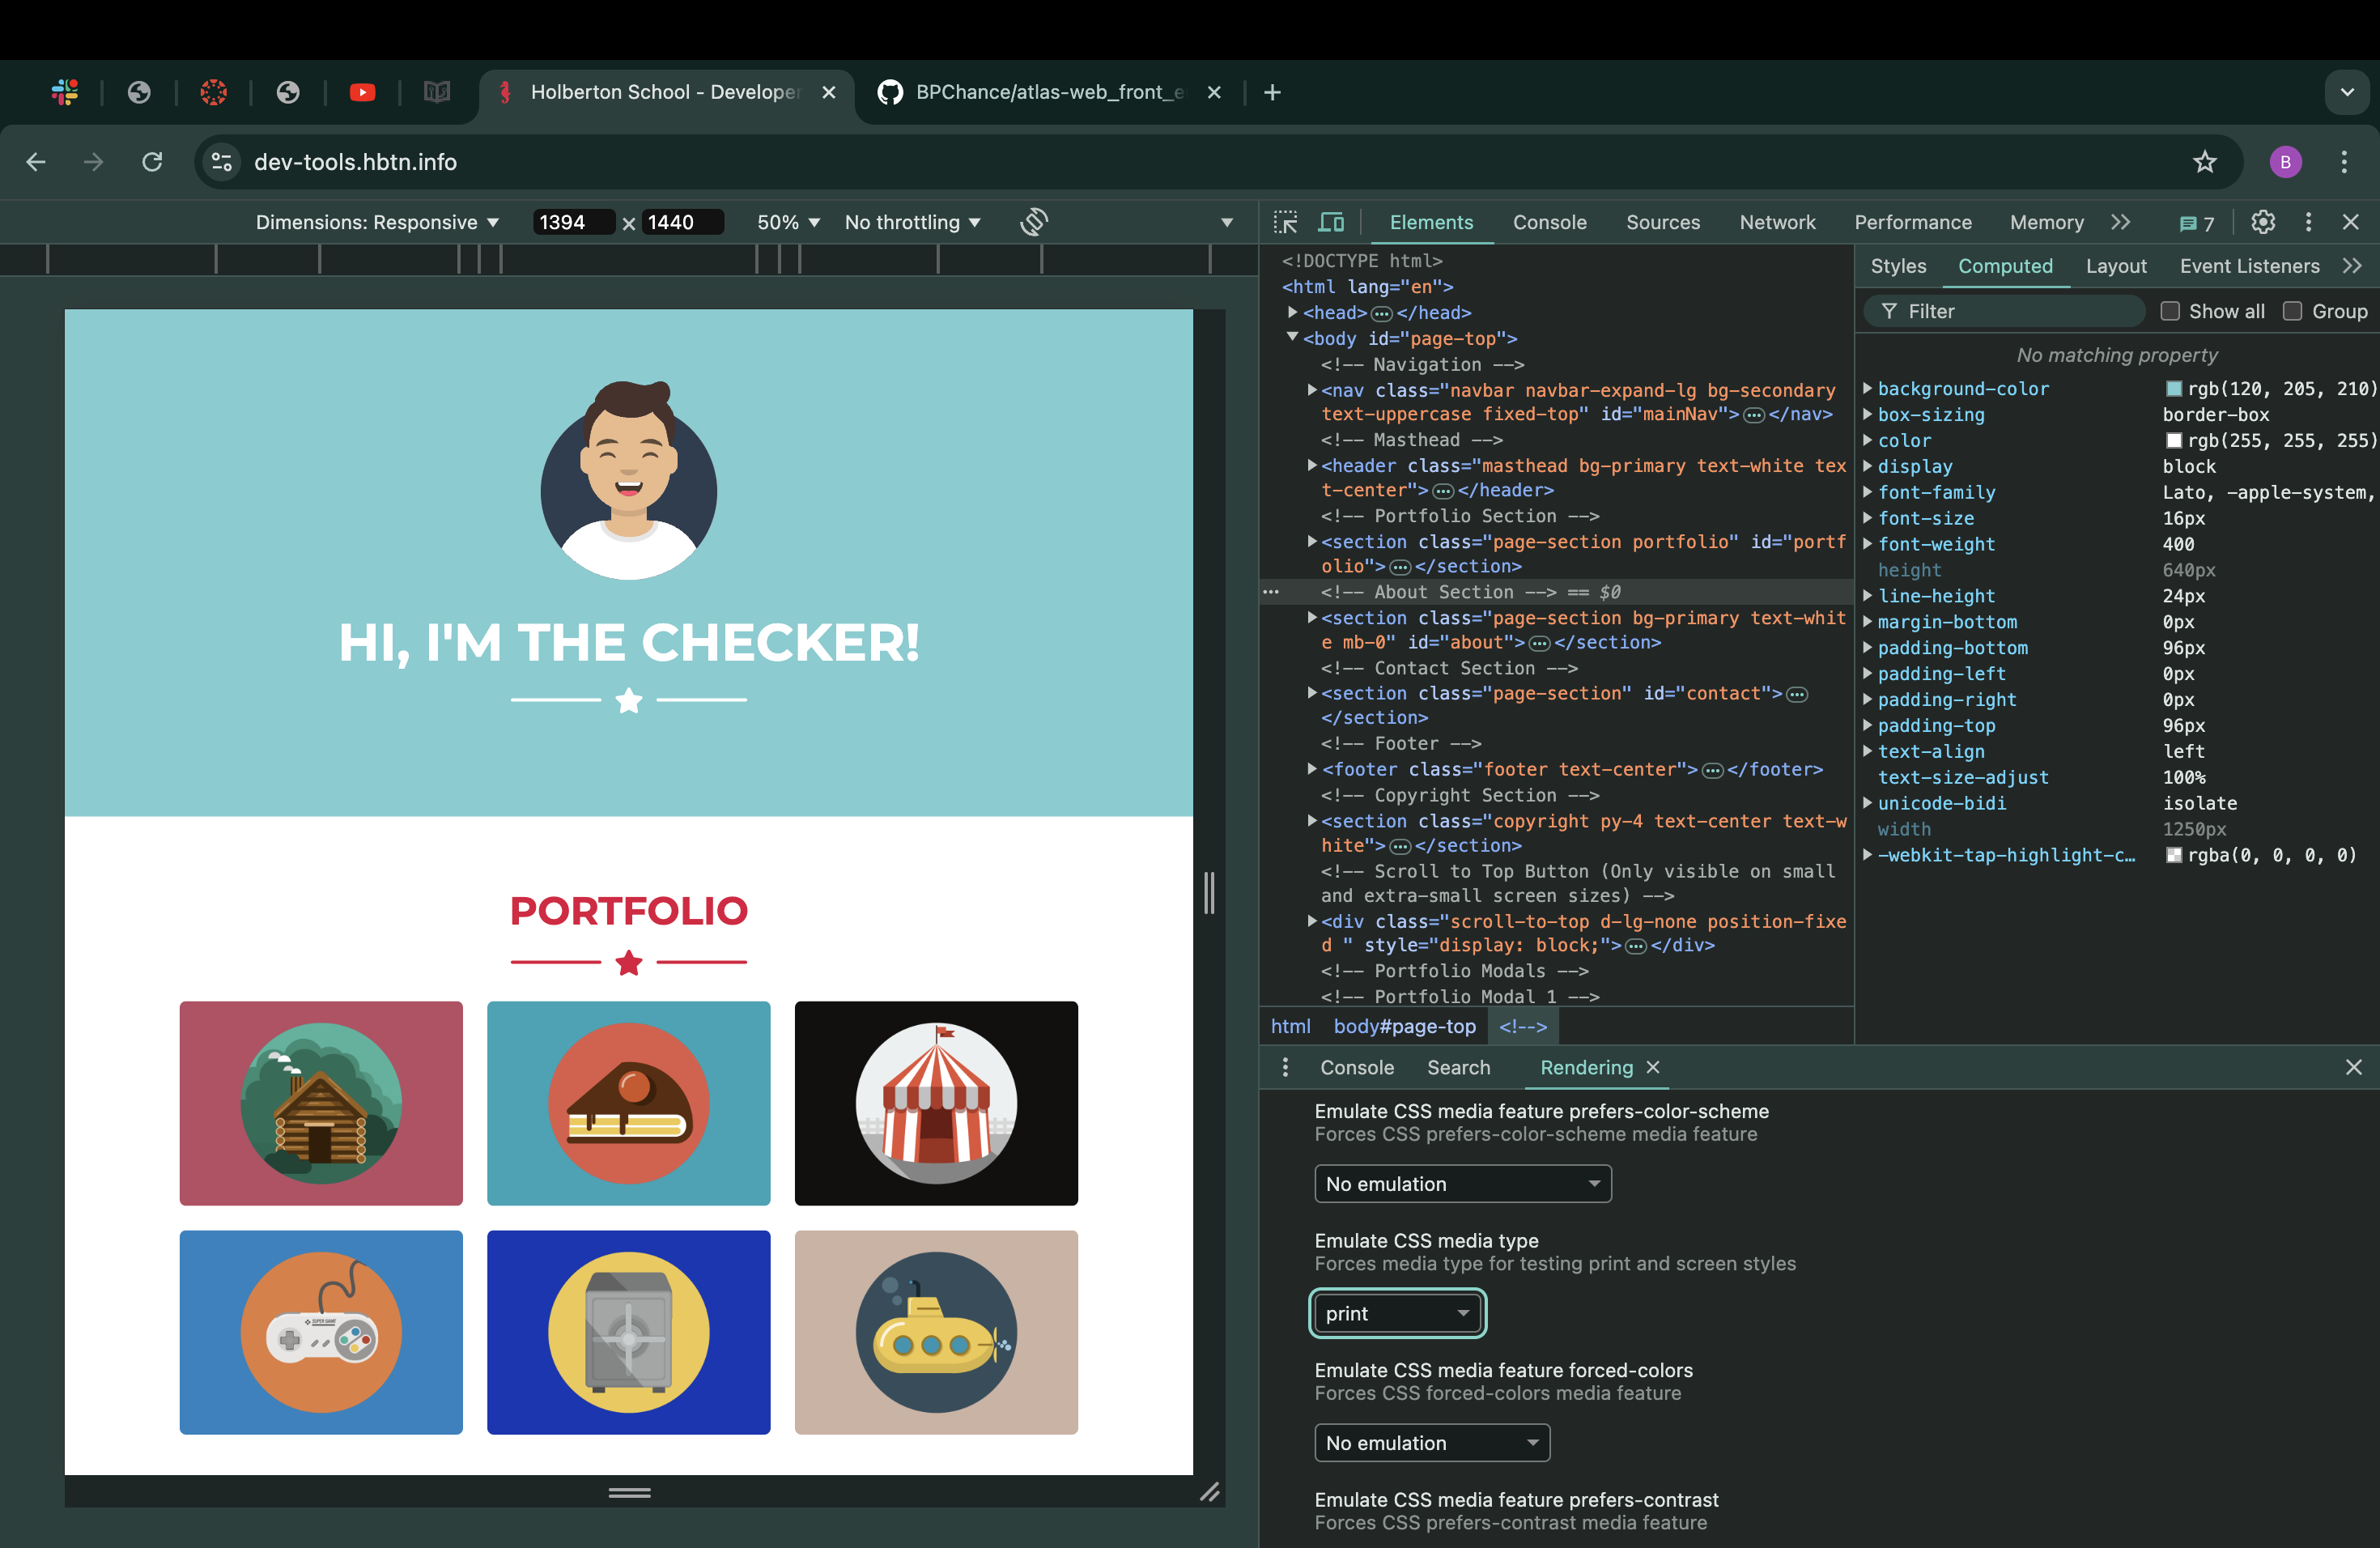 Holberton School - Developer
BPChance/atlas-web_front_e
dev-tools.hbtn.info
B
Dimensions: Responsive
1394 × 1440
50%
No throttling
Elements
Console
Sources
Network
Performance
Memory
7
HI, I'M THE CHECKER!
PORTFOLIO
<!DOCTYPE html>
<html lang="en">
<head> </head>
<body id="page-top">
<!-- Navigation -->
<nav class="navbar navbar-expand-lg bg-secondary
text-uppercase fixed-top" id="mainNav"> </nav>
<!-- Masthead -->
<header class="masthead bg-primary text-white tex
t-center"> </header>
<!-- Portfolio Section -->
<section class="page-section portfolio" id="portf
olio"> </section>
<!-- About Section --> == $0
<section class="page-section bg-primary text-whit
e mb-0" id="about"> </section>
<!-- Contact Section -->
<section class="page-section" id="contact">
</section>
<!-- Footer -->
<footer class="footer text-center"> </footer>
<!-- Copyright Section -->
<section class="copyright py-4 text-center text-w
hite"> </section>
<!-- Scroll to Top Button (Only visible on small
and extra-small screen sizes) -->
<div class="scroll-to-top d-lg-none position-fixe
d " style="display: block;"> </div>
<!-- Portfolio Modals -->
<!-- Portfolio Modal 1 -->
html body#page-top <!-->
Styles
Computed
Layout
Event Listeners
Filter
Show all
Group
No matching property
background-color rgb(120, 205, 210)
box-sizing border-box
color rgb(255, 255, 255)
display block
font-family Lato, -apple-system,
font-size 16px
font-weight 400
height 640px
line-height 24px
margin-bottom 0px
padding-bottom 96px
padding-left 0px
padding-right 0px
padding-top 96px
text-align left
text-size-adjust 100%
unicode-bidi isolate
width 1250px
-webkit-tap-highlight-c… rgba(0, 0, 0, 0)
Console
Search
Rendering
Emulate CSS media feature prefers-color-scheme
Forces CSS prefers-color-scheme media feature
No emulation
Emulate CSS media type
Forces media type for testing print and screen styles
print
Emulate CSS media feature forced-colors
Forces CSS forced-colors media feature
No emulation
Emulate CSS media feature prefers-contrast
Forces CSS prefers-contrast media feature